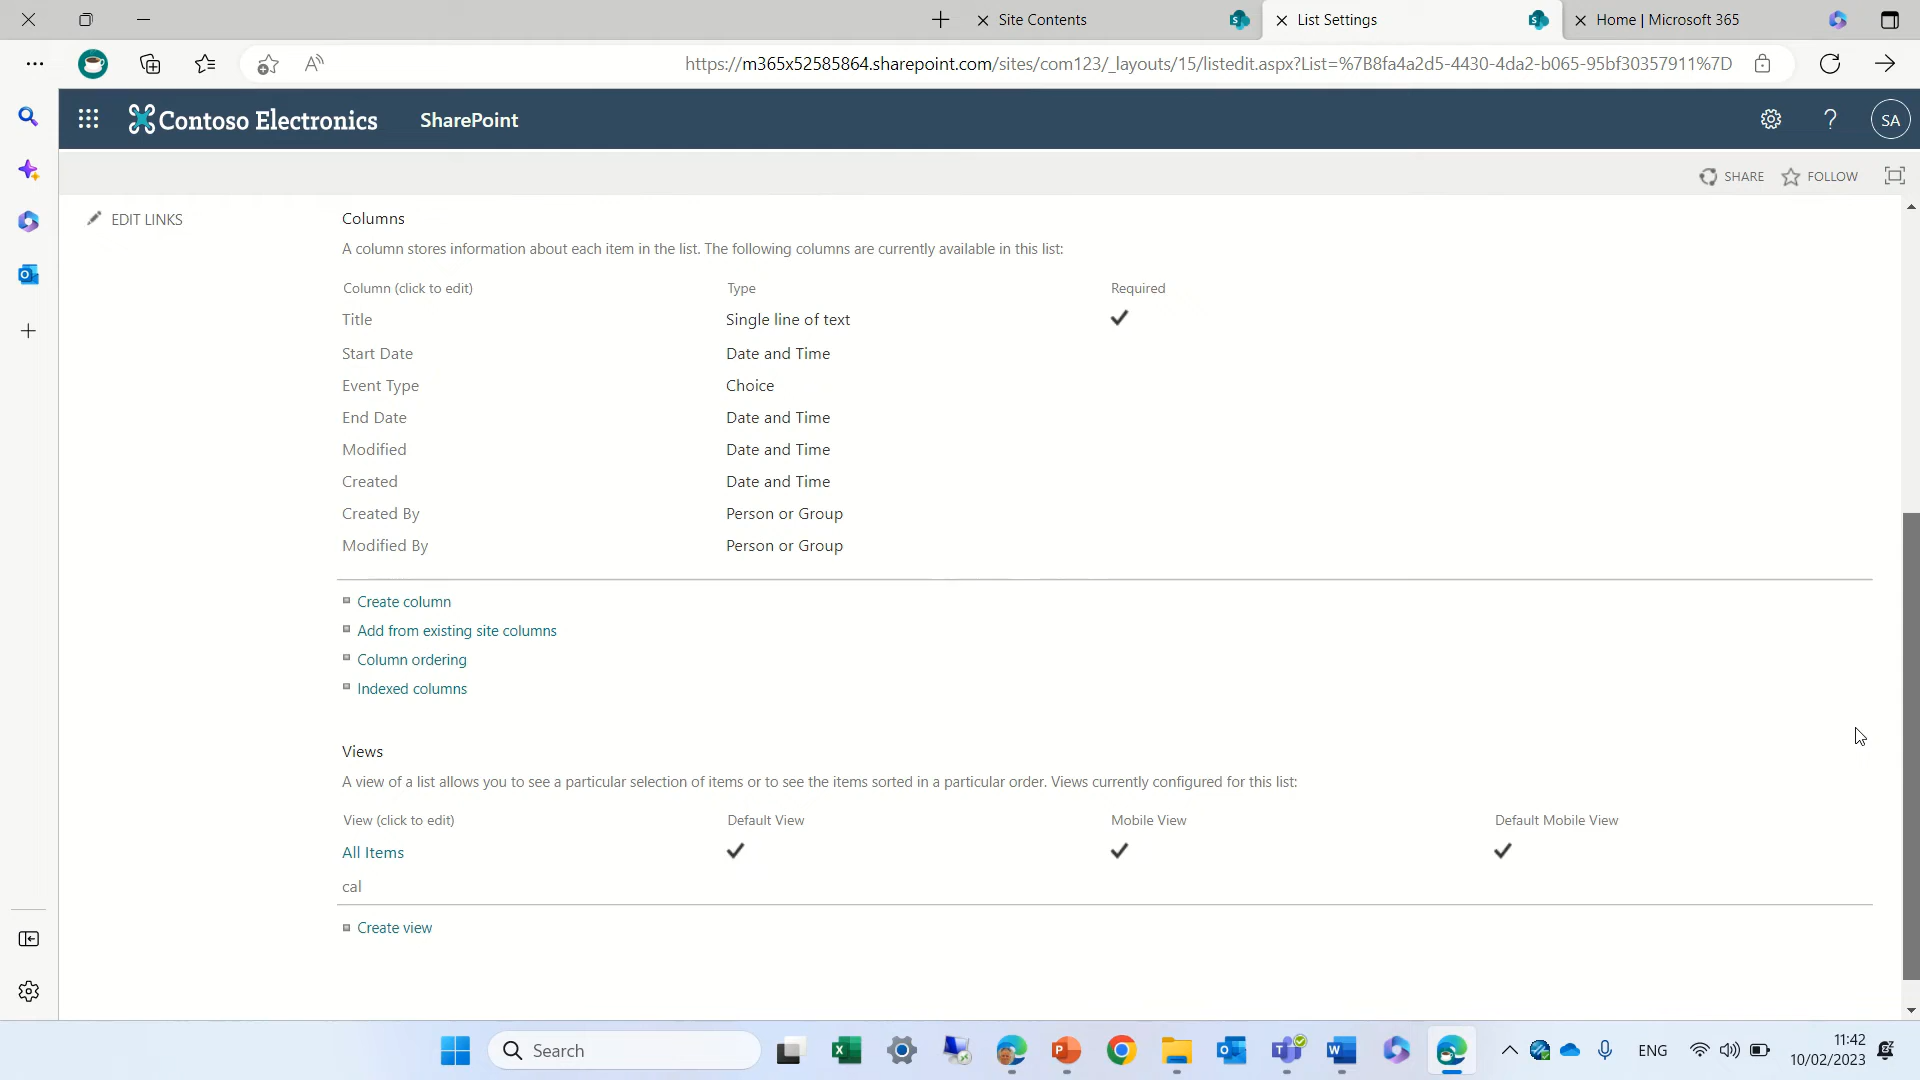 Site Contents
List Settings
Home | Microsoft 365
https://m365x52585864.sharepoint.com/sites/com123/_layouts/15/listedit.aspx?List=%7B8fa4a2d5-4430-4da2-b065-95bf30357911%7D
Contoso Electronics
SharePoint
SA
SHARE
FOLLOW
EDIT LINKS
Columns
A column stores information about each item in the list. The following columns are currently available in this list:
Column (click to edit) Type Required
Title Single line of text
Start Date Date and Time
Event Type Choice
End Date Date and Time
Modified Date and Time
Created Date and Time
Created By Person or Group
Modified By Person or Group
Create column
Add from existing site columns
Column ordering
Indexed columns
Views
A view of a list allows you to see a particular selection of items or to see the items sorted in a particular order. Views currently configured for this list:
View (click to edit) Default View Mobile View Default Mobile View
All Items
cal
Create view
Search
ENG
11:42
10/02/2023